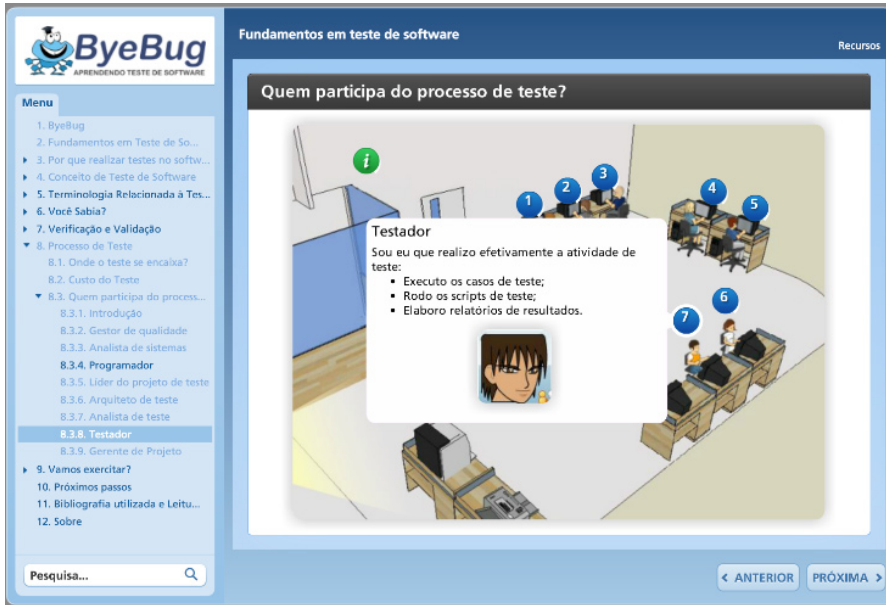 ByeBug
APRENDENDO TESTE DE SOFTWARE
Fundamentos em teste de software
Recursos
Menu
1. ByeBug
2. Fundamentos em Teste de So...
3. Por que realizar testes no softw...
4. Conceito de Teste de Software
5. Terminologia Relacionada à Tes...
6. Você Sabia?
7. Verificação e Validação
8. Processo de Teste
8.1. Onde o teste se encaixa?
8.2. Custo do Teste
8.3. Quem participa do process...
8.3.1. Introdução
8.3.2. Gestor de qualidade
8.3.3. Analista de sistemas
8.3.4. Programador
8.3.5. Líder do projeto de teste
8.3.6. Arquiteto de teste
8.3.7. Analista de teste
8.3.8. Testador
8.3.9. Gerente de Projeto
9. Vamos exercitar?
10. Próximos passos
11. Bibliografia utilizada e Leitu...
12. Sobre
Pesquisa...
Quem participa do processo de teste?
i
1
2
3
4
5
6
7
Testador
Sou eu que realizo efetivamente a atividade de
teste:
▪ Executo os casos de teste;
▪ Rodo os scripts de teste;
▪ Elaboro relatórios de resultados.
< ANTERIOR
PRÓXIMA >